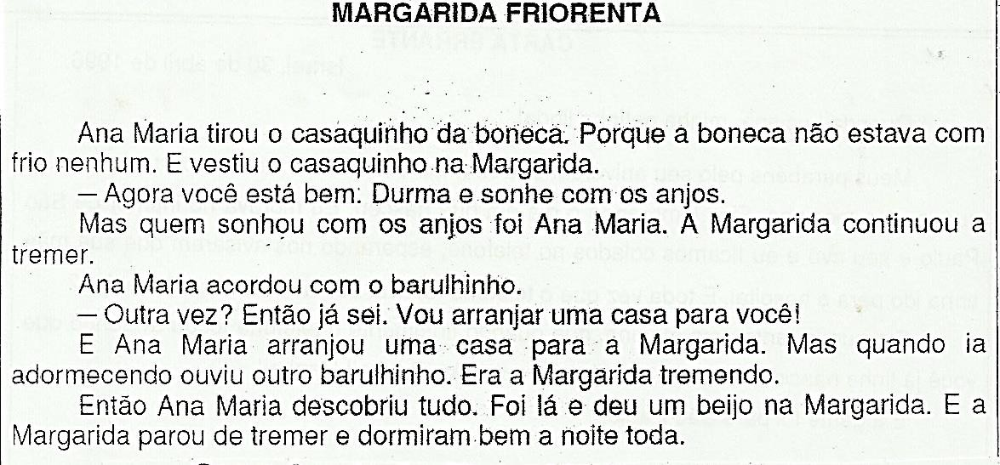 MARGARIDA FRIORENTA
Ana Maria tirou o casaquinho da boneca. Porque a boneca não estava com
frio nenhum. E vestiu o casaquinho na Margarida.
— Agora você está bem. Durma e sonhe com os anjos.
Mas quem sonhou com os anjos foi Ana Maria. A Margarida continuou a
tremer.
Ana Maria acordou com o barulhinho.
— Outra vez? Então já sei. Vou arranjar uma casa para você!
E Ana Maria arranjou uma casa para a Margarida. Mas quando ia
adormecendo ouviu outro barulhinho. Era a Margarida tremendo.
Então Ana Maria descobriu tudo. Foi lá e deu um beijo na Margarida. E a
Margarida parou de tremer e dormiram bem a noite toda.